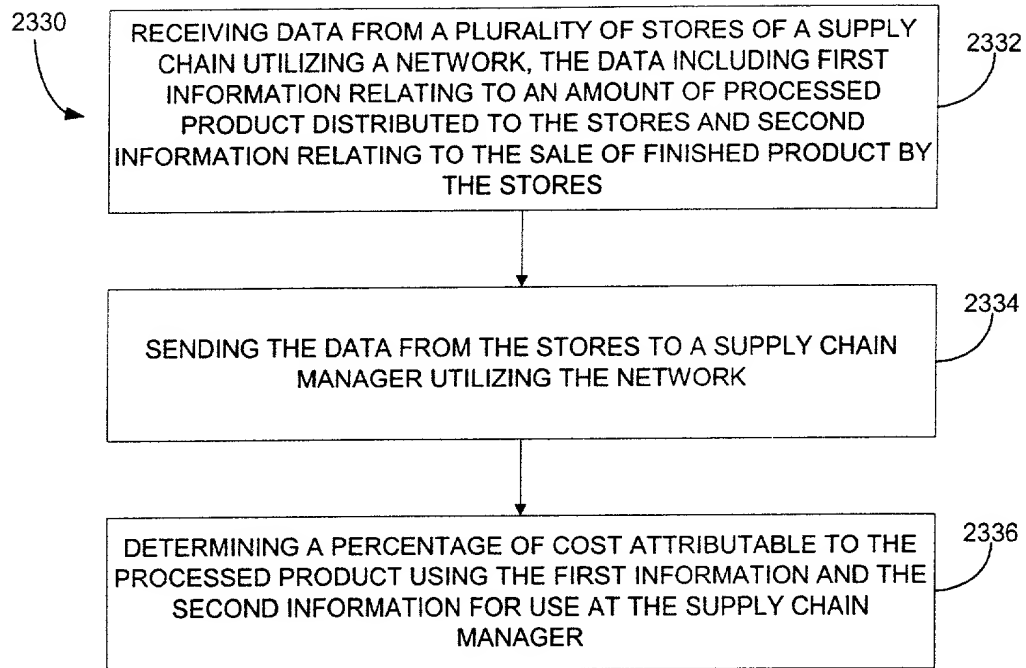 2330
RECEIVING DATA FROM A PLURALITY OF STORES OF A SUPPLY
CHAIN UTILIZING A NETWORK, THE DATA INCLUDING FIRST
INFORMATION RELATING TO AN AMOUNT OF PROCESSED
PRODUCT DISTRIBUTED TO THE STORES AND SECOND
INFORMATION RELATING TO THE SALE OF FINISHED PRODUCT BY
THE STORES
2332
SENDING THE DATA FROM THE STORES TO A SUPPLY CHAIN
MANAGER UTILIZING THE NETWORK
2334
DETERMINING A PERCENTAGE OF COST ATTRIBUTABLE TO THE
PROCESSED PRODUCT USING THE FIRST INFORMATION AND THE
SECOND INFORMATION FOR USE AT THE SUPPLY CHAIN
MANAGER
2336